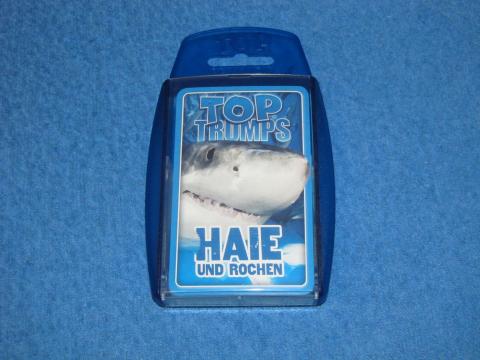 TOP
TRUMPS
HAIE
UND ROCHEN